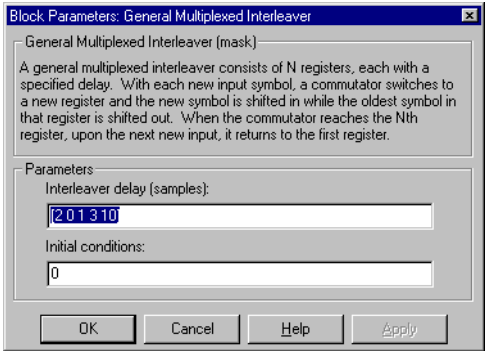 Block Parameters: General Multiplexed Interleaver
General Multiplexed Interleaver (mask)
A general multiplexed interleaver consists of N registers, each with a
specified delay. With each new input symbol, a commutator switches to
a new register and the new symbol is shifted in while the oldest symbol in
that register is shifted out. When the commutator reaches the Nth
register, upon the next new input, it returns to the first register.
Parameters
Interleaver delay (samples):
[2 0 1 3 10]'
Initial conditions:
0
OK Cancel Help Apply